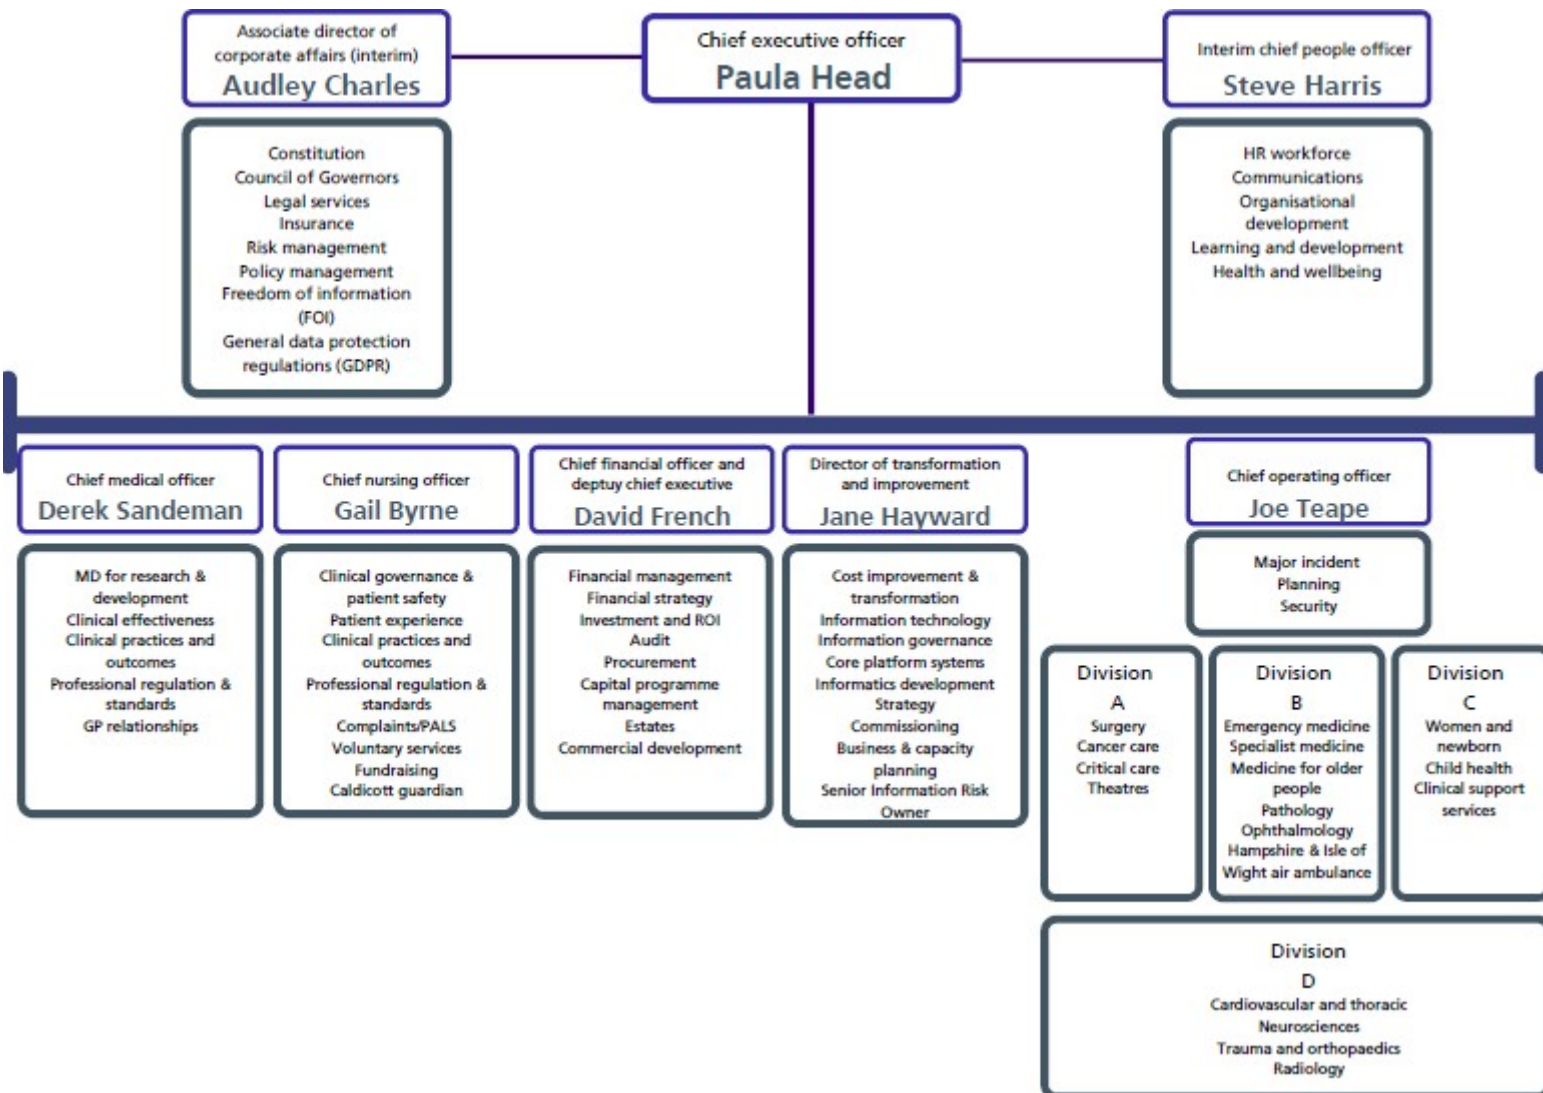 Associate director of
corporate affairs (interim)
Audley Charles
Chief executive officer
Paula Head
Interim chief people officer
Steve Harris
Constitution
Council of Governors
Legal services
Insurance
Risk management
Policy management
Freedom of information
(FOI)
General data protection
regulations (GDPR)
HR workforce
Communications
Organisational
development
Learning and development
Health and wellbeing
Chief medical officer
Derek Sandeman
MD for research &
development
Clinical effectiveness
Clinical practices and
outcomes
Professional regulation &
standards
GP relationships
Chief nursing officer
Gail Byrne
Clinical governance &
patient safety
Patient experience
Clinical practices and
outcomes
Professional regulation &
standards
Complaints/PALS
Voluntary services
Fundraising
Caldicott guardian
Chief financial officer and
deptuy chief executive
David French
Financial management
Financial strategy
Investment and ROI
Audit
Procurement
Capital programme
management
Estates
Commercial development
Director of transformation
and improvement
Jane Hayward
Cost improvement &
transformation
Information technology
Information governance
Core platform systems
Informatics development
Strategy
Commissioning
Business & capacity
planning
Senior Information Risk
Owner
Chief operating officer
Joe Teape
Major incident
Planning
Security
Division
A
Surgery
Cancer care
Critical care
Theatres
Division
B
Emergency medicine
Specialist medicine
Medicine for older
people
Pathology
Ophthalmology
Hampshire & Isle of
Wight air ambulance
Division
C
Women and
newborn
Child health
Clinical support
services
Division
D
Cardiovascular and thoracic
Neurosciences
Trauma and orthopaedics
Radiology